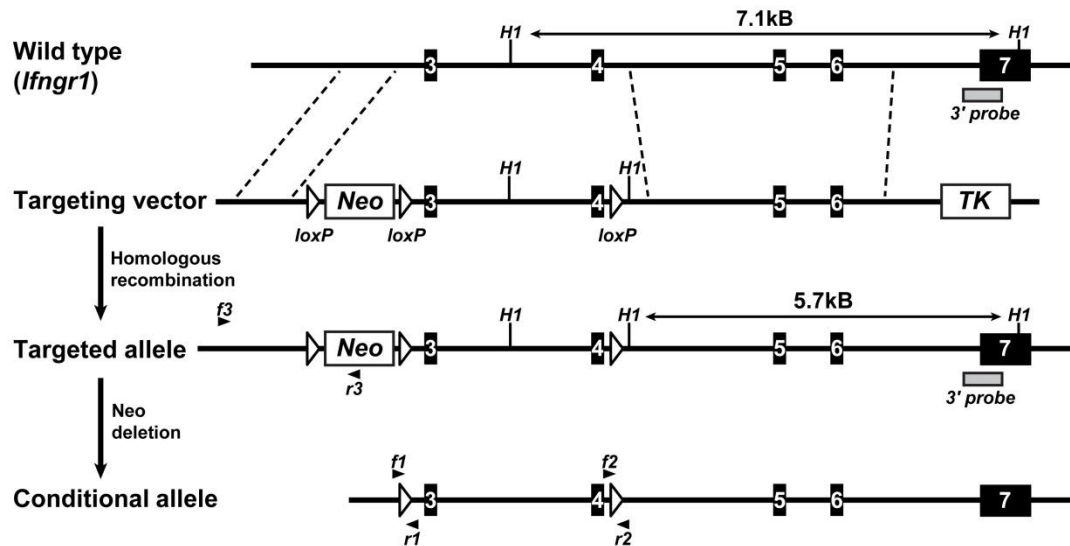 7.1kB
H1 H1
Wild type
(Ifngr1)
3 4 5 6 7
3' probe
H1 H1
Targeting vector
Neo 3 4 5 6 TK
loxP loxP loxP
Homologous
recombination
f3
5.7kB
H1 H1 H1
Targeted allele
Neo 3 4 5 6 7
r3
3' probe
Neo
deletion
f1 f2
Conditional allele
3 4 5 6 7
r1 r2